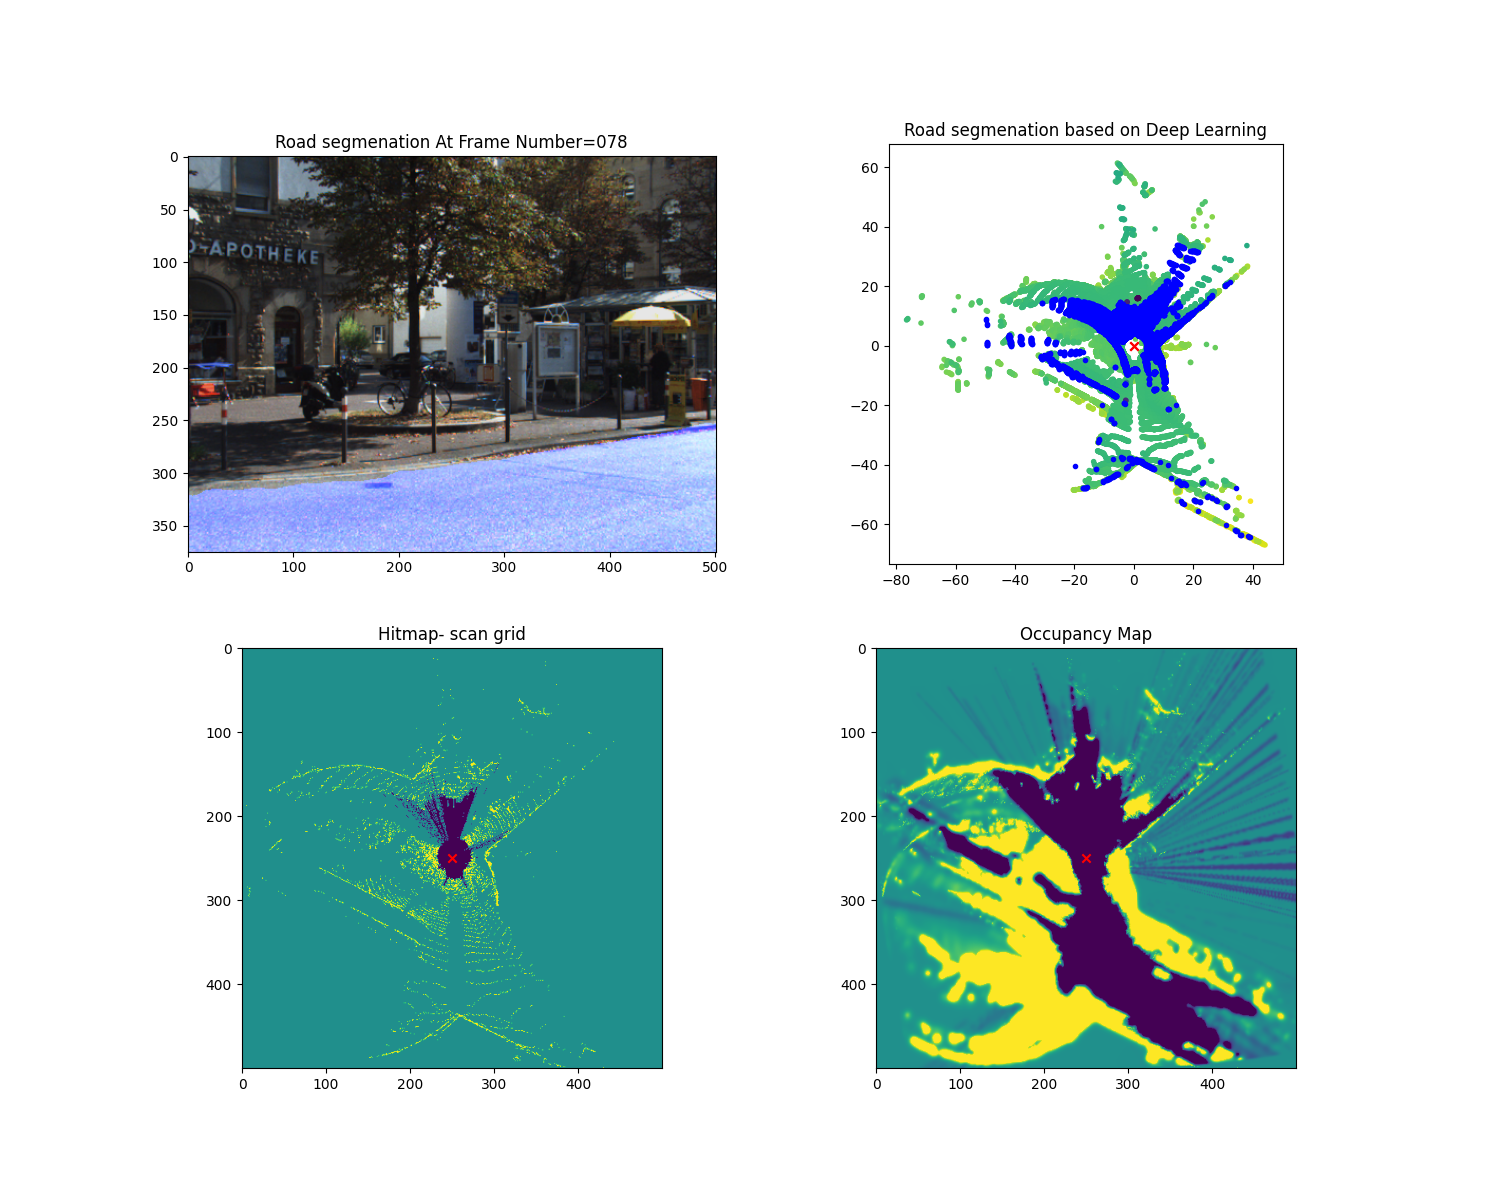 Road segmenation At Frame Number=078
0
50
100
150
200
250
300
350
0 100 200 300 400 500
D-APOTHEKE
Road segmenation based on Deep Learning
60
40
20
0
−20
−40
−60
−80 −60 −40 −20 0 20 40
Hitmap- scan grid
0
100
200
300
400
0 100 200 300 400
Occupancy Map
0
100
200
300
400
0 100 200 300 400